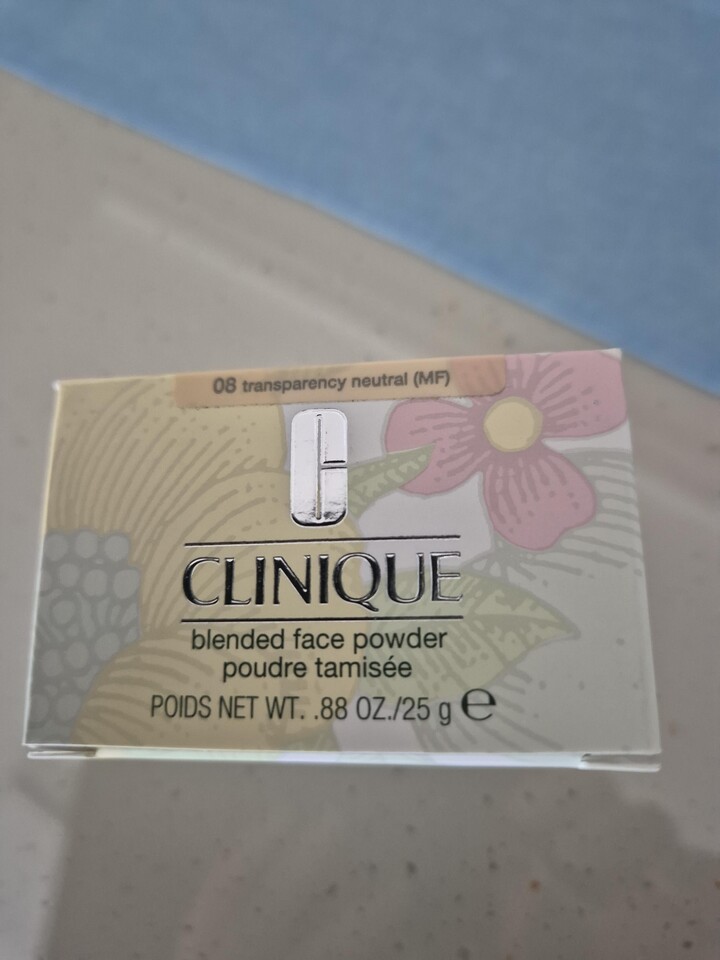 08 transparency neutral (MF)
CLINIQUE
blended face powder
poudre tamisée
POIDS NET WT. .88 OZ./25 g e